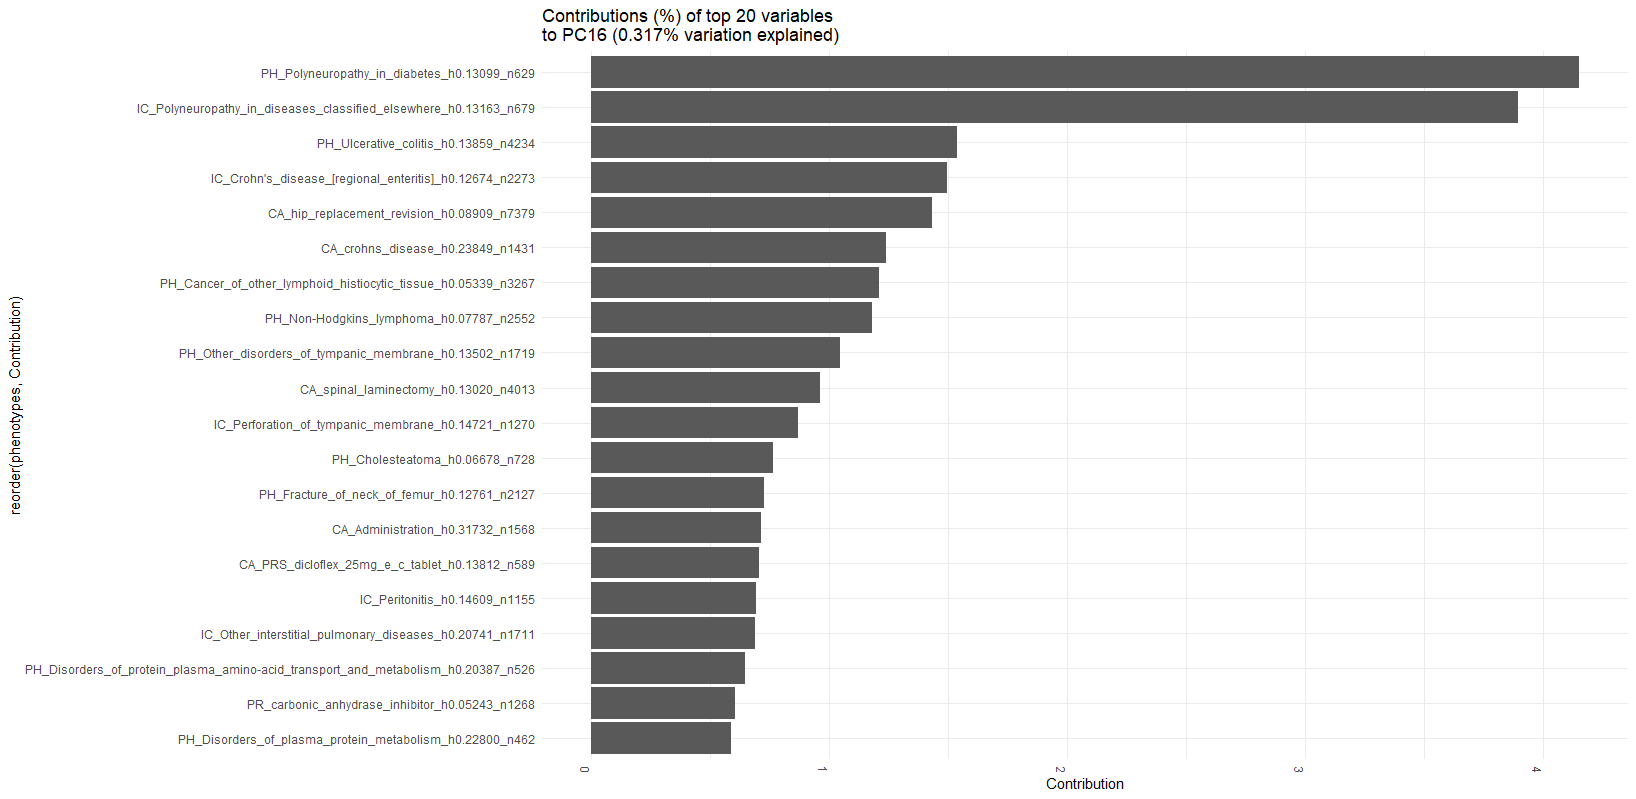 Contributions (%) of top 20 variables
to PC16 (0.317% variation explained)
reorder(phenotypes, Contribution)
PH_Polyneuropathy_in_diabetes_h0.13099_n629
IC_Polyneuropathy_in_diseases_classified_elsewhere_h0.13163_n679
PH_Ulcerative_colitis_h0.13859_n4234
IC_Crohn's_disease_[regional_enteritis]_h0.12674_n2273
CA_hip_replacement_revision_h0.08909_n7379
CA_crohns_disease_h0.23849_n1431
PH_Cancer_of_other_lymphoid_histiocytic_tissue_h0.05339_n3267
PH_Non-Hodgkins_lymphoma_h0.07787_n2552
PH_Other_disorders_of_tympanic_membrane_h0.13502_n1719
CA_spinal_laminectomy_h0.13020_n4013
IC_Perforation_of_tympanic_membrane_h0.14721_n1270
PH_Cholesteatoma_h0.06678_n728
PH_Fracture_of_neck_of_femur_h0.12761_n2127
CA_Administration_h0.31732_n1568
CA_PRS_dicloflex_25mg_e_c_tablet_h0.13812_n589
IC_Peritonitis_h0.14609_n1155
IC_Other_interstitial_pulmonary_diseases_h0.20741_n1711
PH_Disorders_of_protein_plasma_amino-acid_transport_and_metabolism_h0.20387_n526
PR_carbonic_anhydrase_inhibitor_h0.05243_n1268
PH_Disorders_of_plasma_protein_metabolism_h0.22800_n462
0 1 2 3 4
Contribution